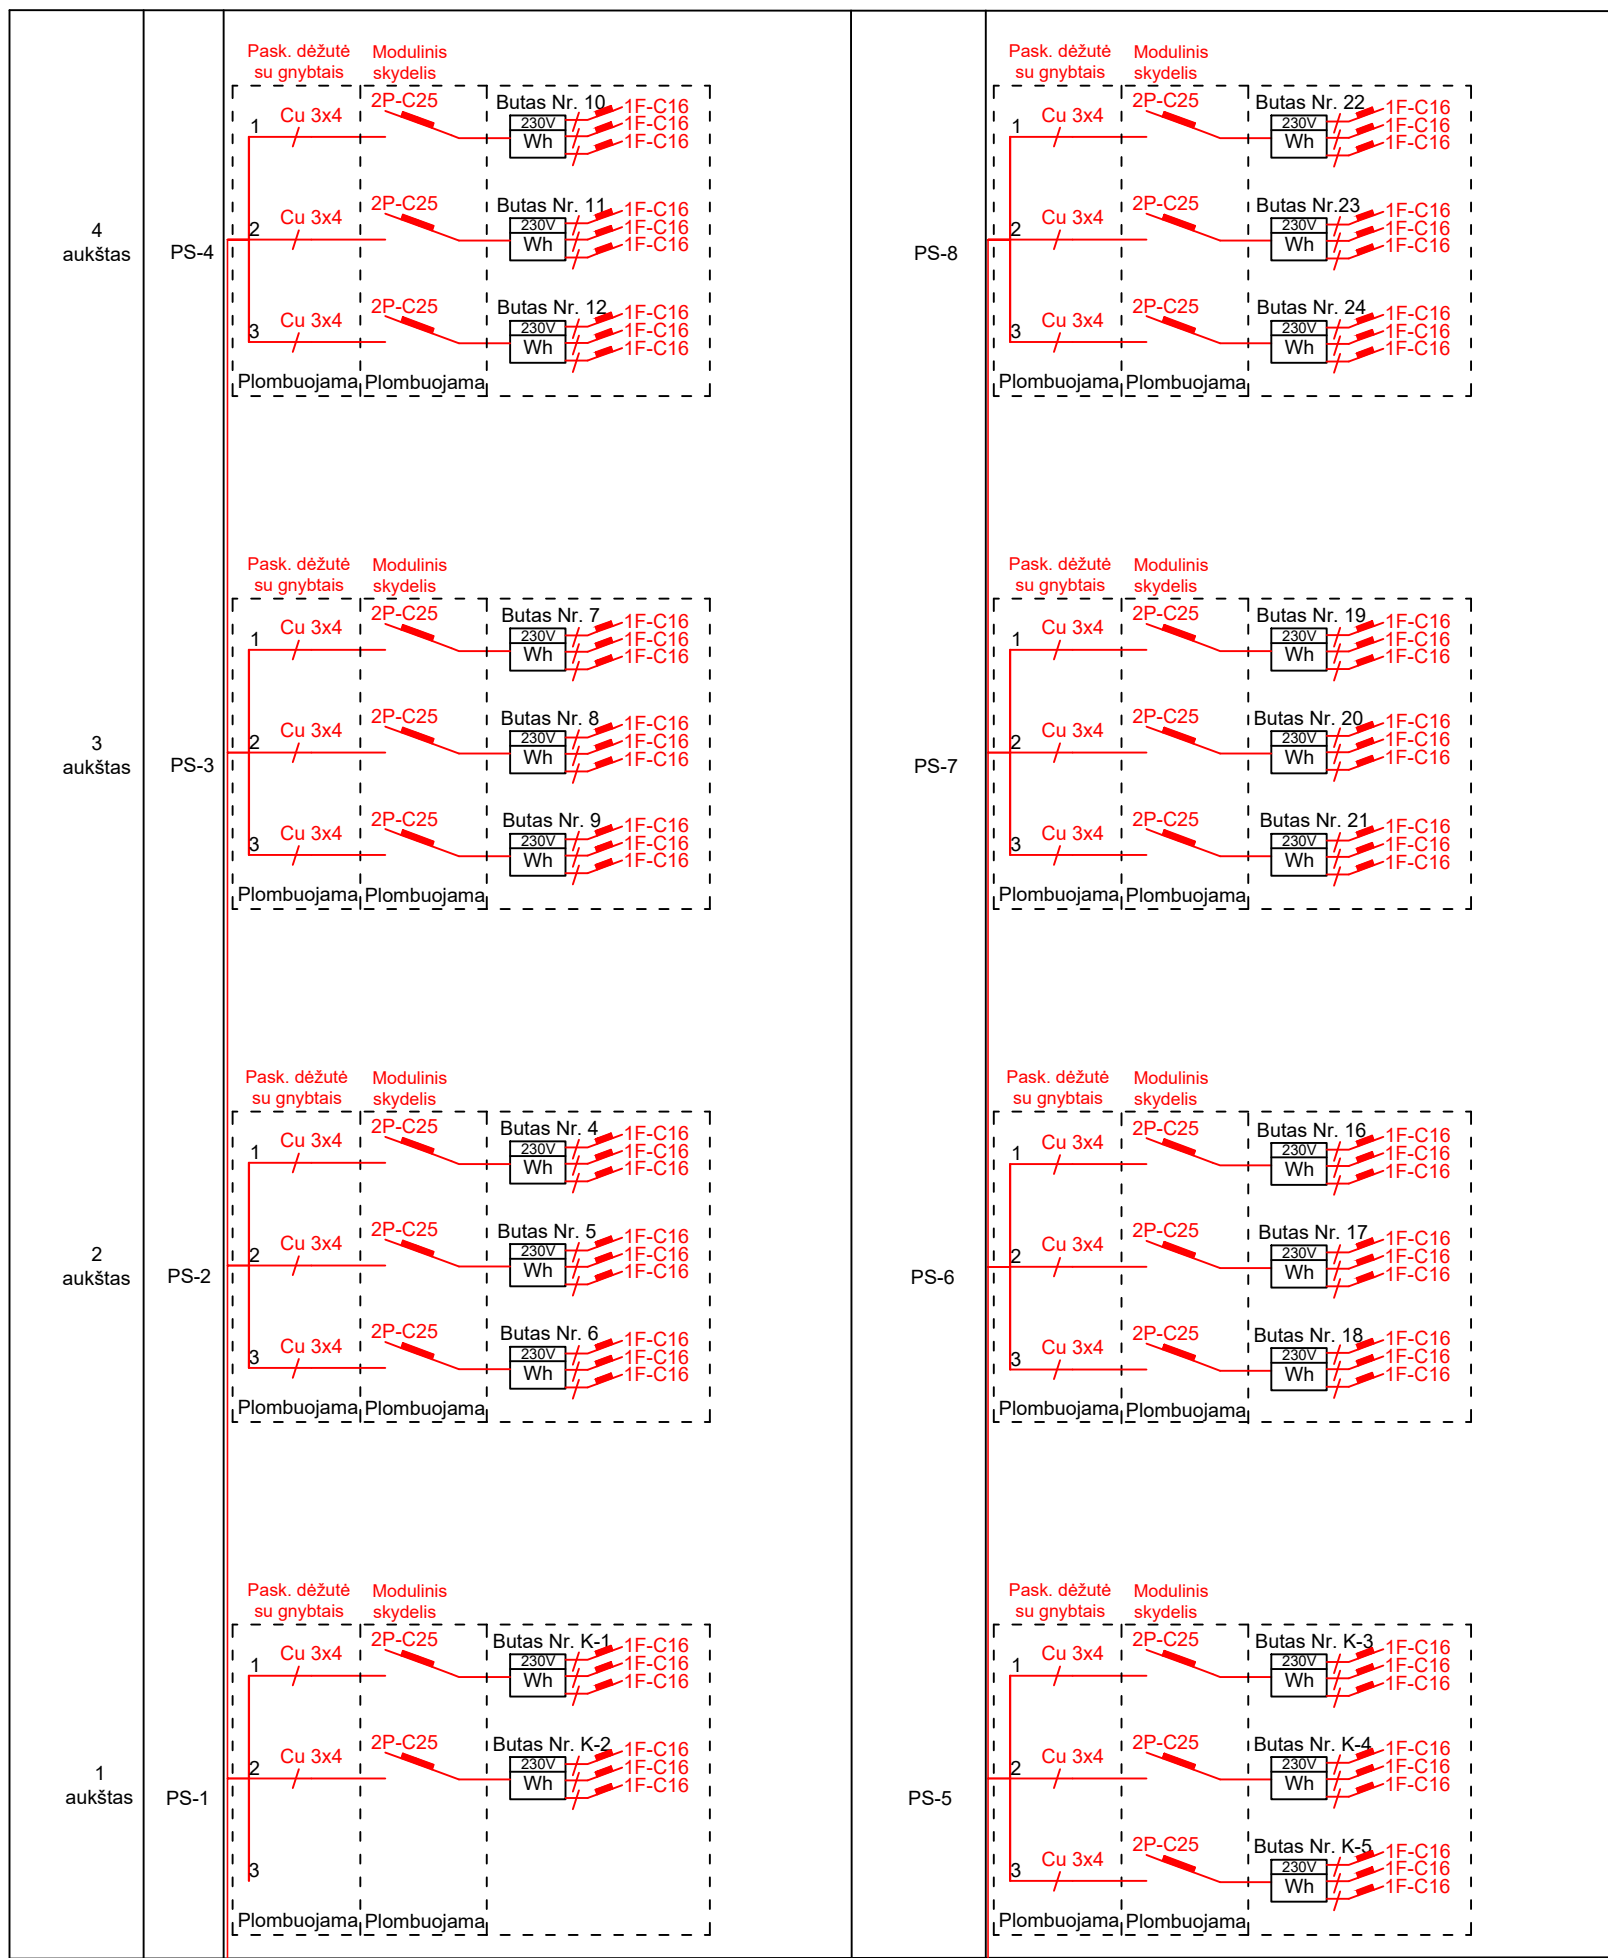 4
aukštas
PS-4
Pask. dėžutė
su gnybtais
Modulinis
skydelis
1
Cu 3x4
2P-C25
Butas Nr. 10
230V
Wh
1F-C16
1F-C16
1F-C16
2
Cu 3x4
2P-C25
Butas Nr. 11
230V
Wh
1F-C16
1F-C16
1F-C16
3
Cu 3x4
2P-C25
Butas Nr. 12
230V
Wh
1F-C16
1F-C16
1F-C16
Plombuojama
Plombuojama
PS-8
Pask. dėžutė
su gnybtais
Modulinis
skydelis
1
Cu 3x4
2P-C25
Butas Nr. 22
230V
Wh
1F-C16
1F-C16
1F-C16
2
Cu 3x4
2P-C25
Butas Nr.23
230V
Wh
1F-C16
1F-C16
1F-C16
3
Cu 3x4
2P-C25
Butas Nr. 24
230V
Wh
1F-C16
1F-C16
1F-C16
Plombuojama
Plombuojama
3
aukštas
PS-3
Pask. dėžutė
su gnybtais
Modulinis
skydelis
1
Cu 3x4
2P-C25
Butas Nr. 7
230V
Wh
1F-C16
1F-C16
1F-C16
2
Cu 3x4
2P-C25
Butas Nr. 8
230V
Wh
1F-C16
1F-C16
1F-C16
3
Cu 3x4
2P-C25
Butas Nr. 9
230V
Wh
1F-C16
1F-C16
1F-C16
Plombuojama
Plombuojama
PS-7
Pask. dėžutė
su gnybtais
Modulinis
skydelis
1
Cu 3x4
2P-C25
Butas Nr. 19
230V
Wh
1F-C16
1F-C16
1F-C16
2
Cu 3x4
2P-C25
Butas Nr. 20
230V
Wh
1F-C16
1F-C16
1F-C16
3
Cu 3x4
2P-C25
Butas Nr. 21
230V
Wh
1F-C16
1F-C16
1F-C16
Plombuojama
Plombuojama
2
aukštas
PS-2
Pask. dėžutė
su gnybtais
Modulinis
skydelis
1
Cu 3x4
2P-C25
Butas Nr. 4
230V
Wh
1F-C16
1F-C16
1F-C16
2
Cu 3x4
2P-C25
Butas Nr. 5
230V
Wh
1F-C16
1F-C16
1F-C16
3
Cu 3x4
2P-C25
Butas Nr. 6
230V
Wh
1F-C16
1F-C16
1F-C16
Plombuojama
Plombuojama
PS-6
Pask. dėžutė
su gnybtais
Modulinis
skydelis
1
Cu 3x4
2P-C25
Butas Nr. 16
230V
Wh
1F-C16
1F-C16
1F-C16
2
Cu 3x4
2P-C25
Butas Nr. 17
230V
Wh
1F-C16
1F-C16
1F-C16
3
Cu 3x4
2P-C25
Butas Nr. 18
230V
Wh
1F-C16
1F-C16
1F-C16
Plombuojama
Plombuojama
1
aukštas
PS-1
Pask. dėžutė
su gnybtais
Modulinis
skydelis
1
Cu 3x4
2P-C25
Butas Nr. K-1
230V
Wh
1F-C16
1F-C16
1F-C16
2
Cu 3x4
2P-C25
Butas Nr. K-2
230V
Wh
1F-C16
1F-C16
1F-C16
3
Plombuojama
Plombuojama
PS-5
Pask. dėžutė
su gnybtais
Modulinis
skydelis
1
Cu 3x4
2P-C25
Butas Nr. K-3
230V
Wh
1F-C16
1F-C16
1F-C16
2
Cu 3x4
2P-C25
Butas Nr. K-4
230V
Wh
1F-C16
1F-C16
1F-C16
3
Cu 3x4
2P-C25
Butas Nr. K-5
230V
Wh
1F-C16
1F-C16
1F-C16
Plombuojama
Plombuojama